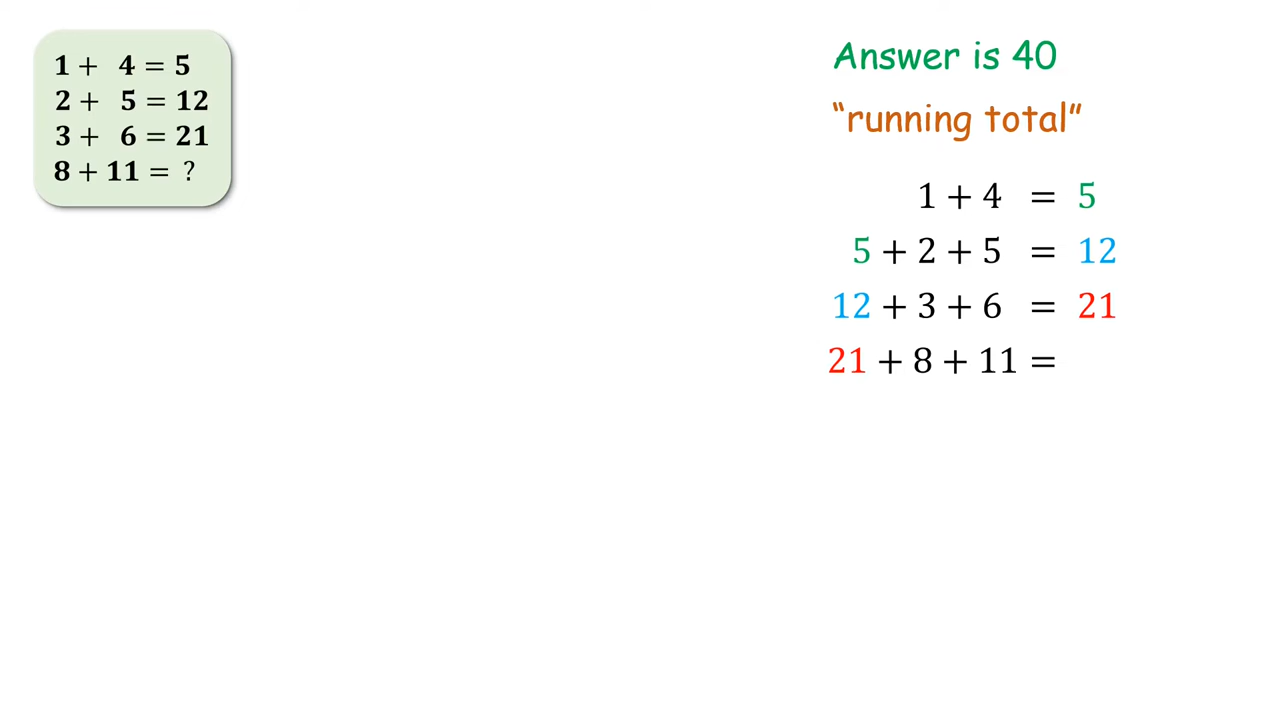 1 + 4 = 5
2 + 5 = 12
3 + 6 = 21
8 + 11 = ?
Answer is 40
“running total”
1 + 4 = 5
5 + 2 + 5 = 12
12 + 3 + 6 = 21
21 + 8 + 11 =